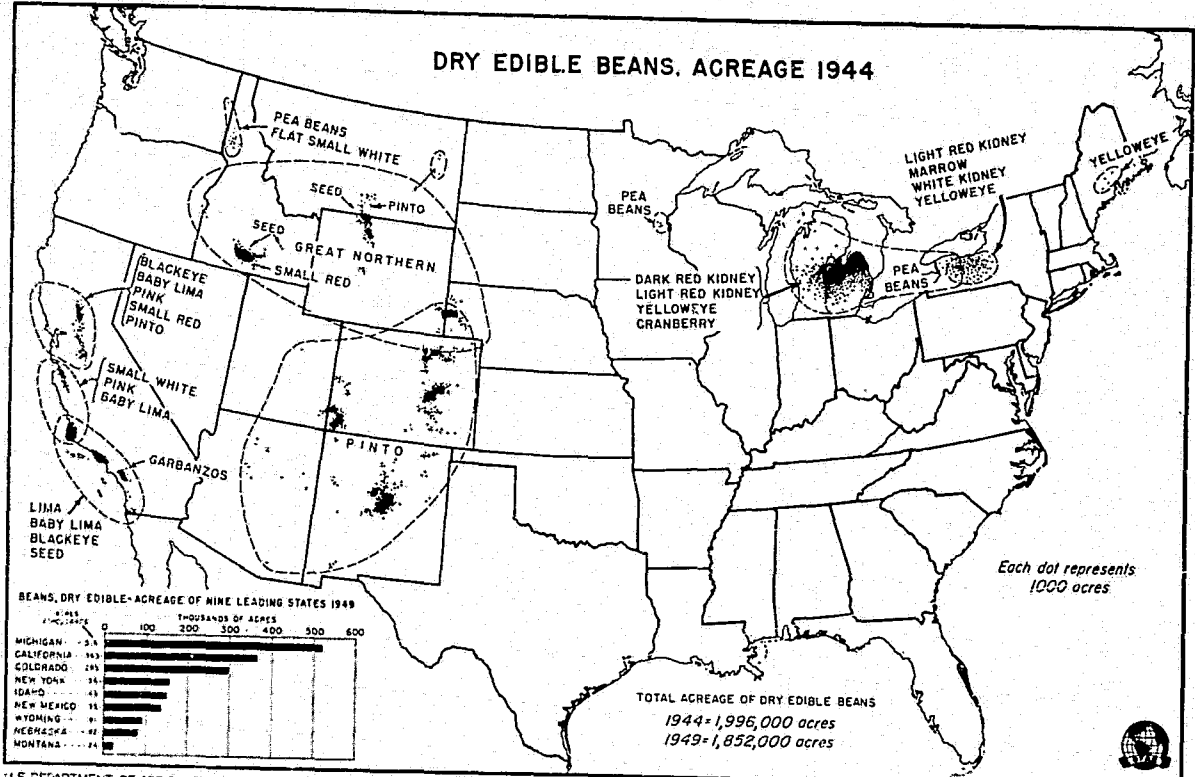 DRY EDIBLE BEANS, ACREAGE 1944
PEA BEANS
FLAT SMALL WHITE
SEED
PINTO
SEED
GREAT NORTHERN
SMALL RED
BLACKEYE
BABY LIMA
PINK
SMALL RED
PINTO
SMALL WHITE
PINK
BABY LIMA
GARBANZOS
LIMA
BABY LIMA
BLACKEYE
SEED
PINTO
PEA
BEANS
DARK RED KIDNEY
LIGHT RED KIDNEY
YELLOWEYE
CRANBERRY
PEA
BEANS
LIGHT RED KIDNEY
MARROW
WHITE KIDNEY
YELLOWEYE
YELLOWEYE
Each dot represents
1000 acres
BEANS, DRY EDIBLE-ACREAGE OF NINE LEADING STATES 1949
THOUSANDS OF ACRES
0 100 200 300 400 500 600
MICHIGAN
CALIFORNIA
COLORADO
NEW YORK
IDAHO
NEW MEXICO
WYOMING
NEBRASKA
MONTANA
TOTAL ACREAGE OF DRY EDIBLE BEANS
1944=1,996,000 acres
1949=1,852,000 acres
U.S. DEPARTMENT OF